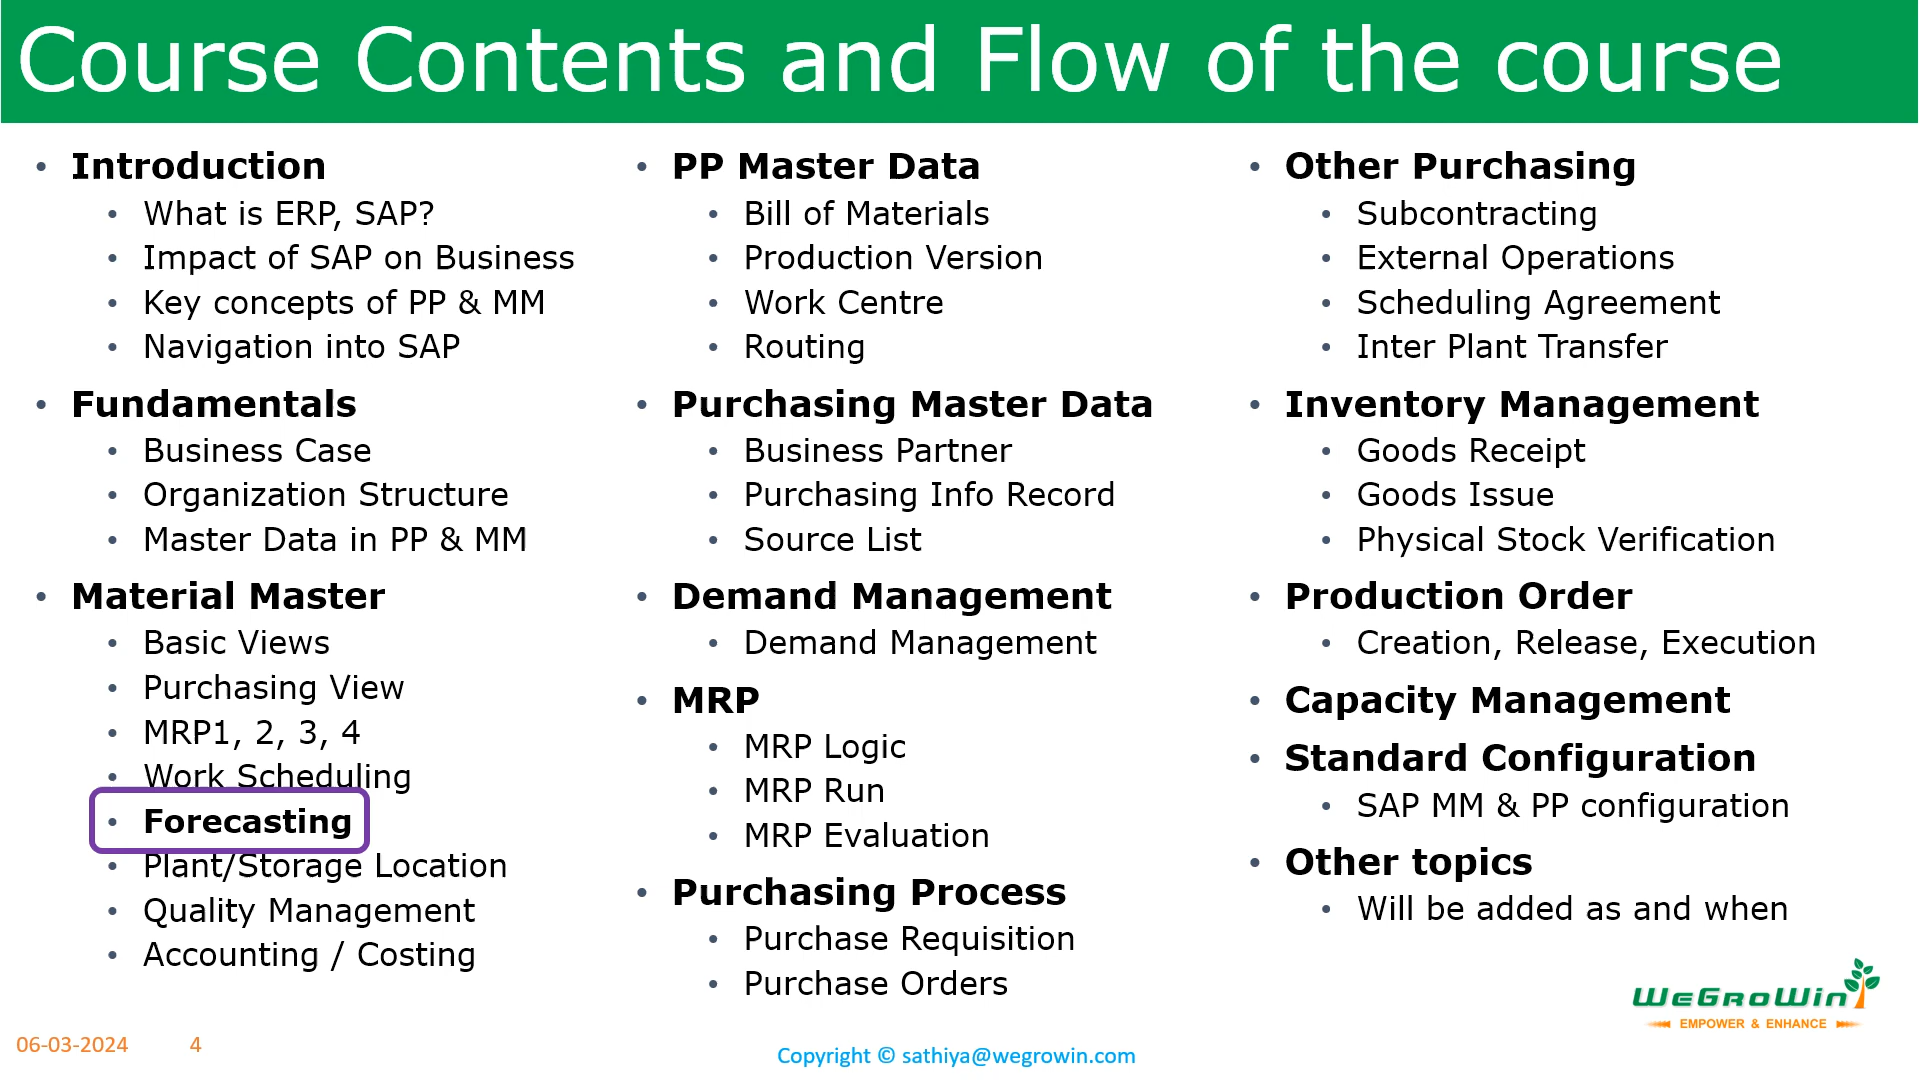 Course Contents and Flow of the course
• Introduction
• What is ERP, SAP?
• Impact of SAP on Business
• Key concepts of PP & MM
• Navigation into SAP
• Fundamentals
• Business Case
• Organization Structure
• Master Data in PP & MM
• Material Master
• Basic Views
• Purchasing View
• MRP1, 2, 3, 4
• Work Scheduling
• Forecasting
• Plant/Storage Location
• Quality Management
• Accounting / Costing
• PP Master Data
• Bill of Materials
• Production Version
• Work Centre
• Routing
• Purchasing Master Data
• Business Partner
• Purchasing Info Record
• Source List
• Demand Management
• Demand Management
• MRP
• MRP Logic
• MRP Run
• MRP Evaluation
• Purchasing Process
• Purchase Requisition
• Purchase Orders
• Other Purchasing
• Subcontracting
• External Operations
• Scheduling Agreement
• Inter Plant Transfer
• Inventory Management
• Goods Receipt
• Goods Issue
• Physical Stock Verification
• Production Order
• Creation, Release, Execution
• Capacity Management
• Standard Configuration
• SAP MM & PP configuration
• Other topics
• Will be added as and when
WeGroWin
EMPOWER & ENHANCE
06-03-2024 4
Copyright © sathiya@wegrowin.com